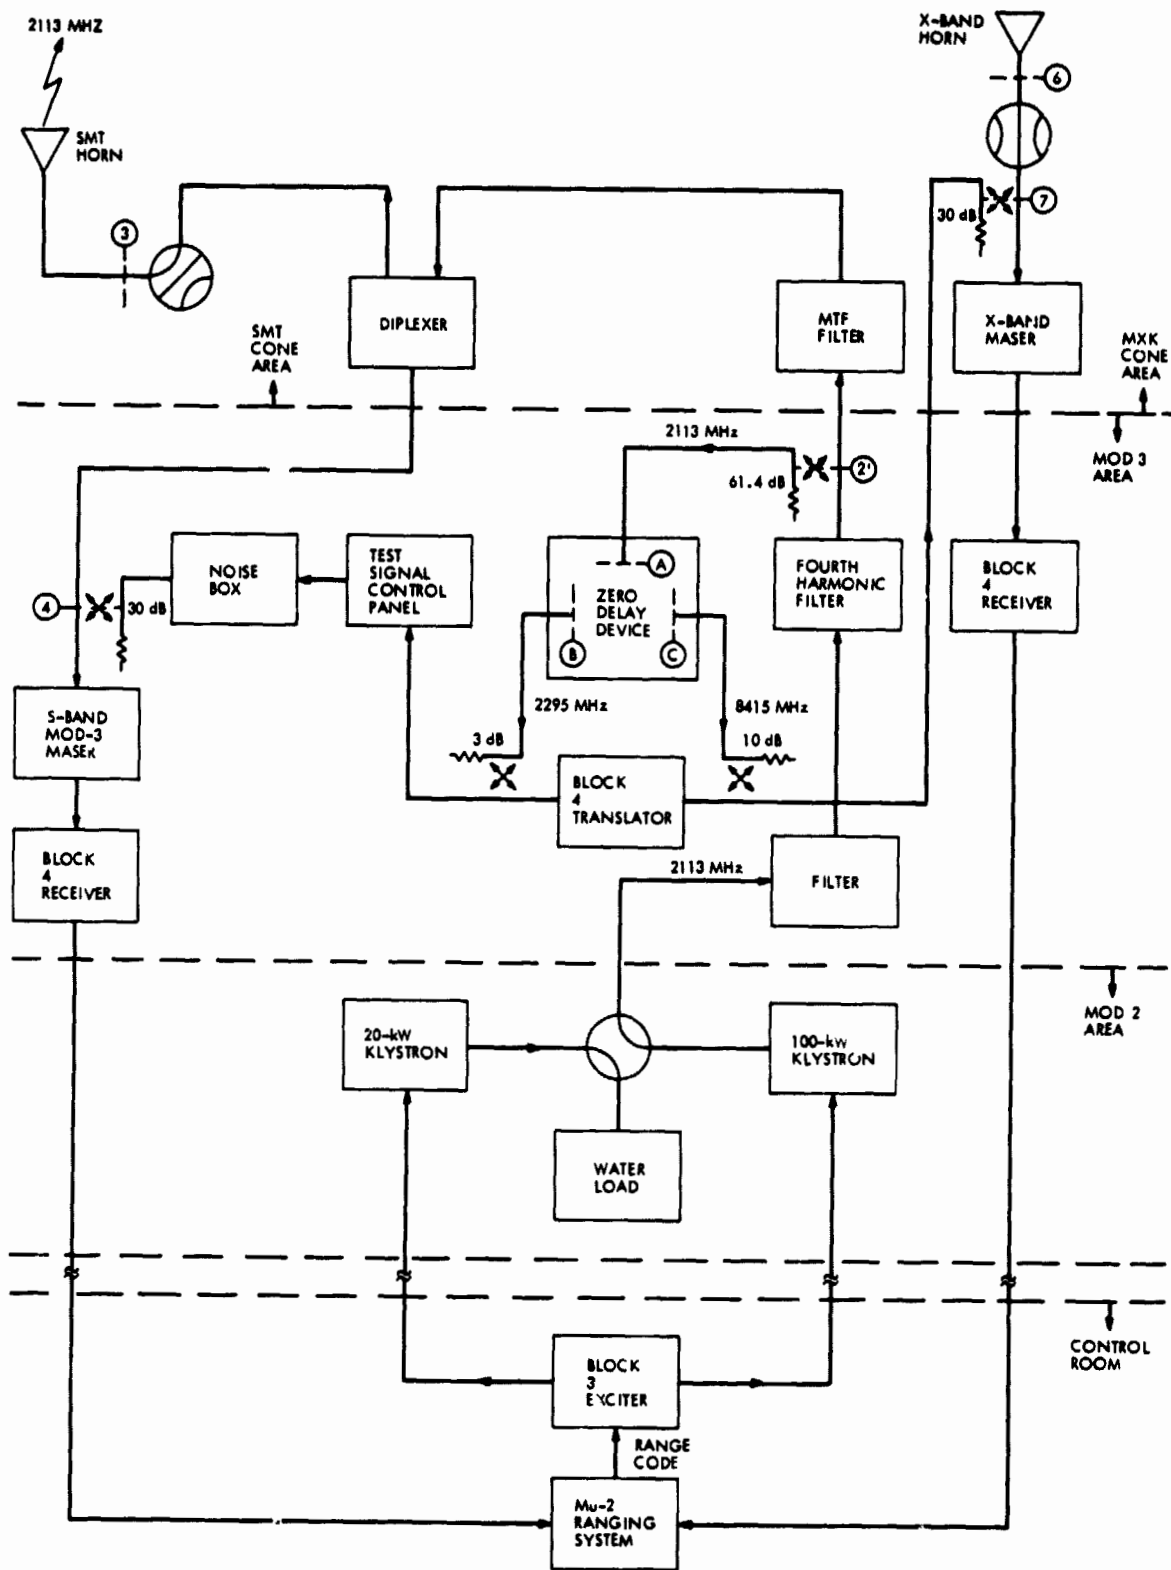 2113 MHZ
X-BAND
HORN
6
SMT
HORN
3
30 dB
7
DIPLEXER
MTF
FILTER
X-BAND
MASER
SMT
CONE
AREA
MXK
CONE
AREA
2113 MHz
MOD 3
AREA
61.4 dB
2'
NOISE
BOX
TEST
SIGNAL
CONTROL
PANEL
A
ZERO
DELAY
DEVICE
B
C
FOURTH
HARMONIC
FILTER
BLOCK
4
RECEIVER
4
30 dB
2295 MHz
8415 MHz
S-BAND
MOD-3
MASER
3 dB
10 dB
BLOCK
4
TRANSLATOR
BLOCK
4
RECEIVER
2113 MHz
FILTER
MOD 2
AREA
20-kW
KLYSTRON
100-kW
KLYSTRON
WATER
LOAD
CONTROL
ROOM
BLOCK
3
EXCITER
RANGE
CODE
Mu-2
RANGING
SYSTEM